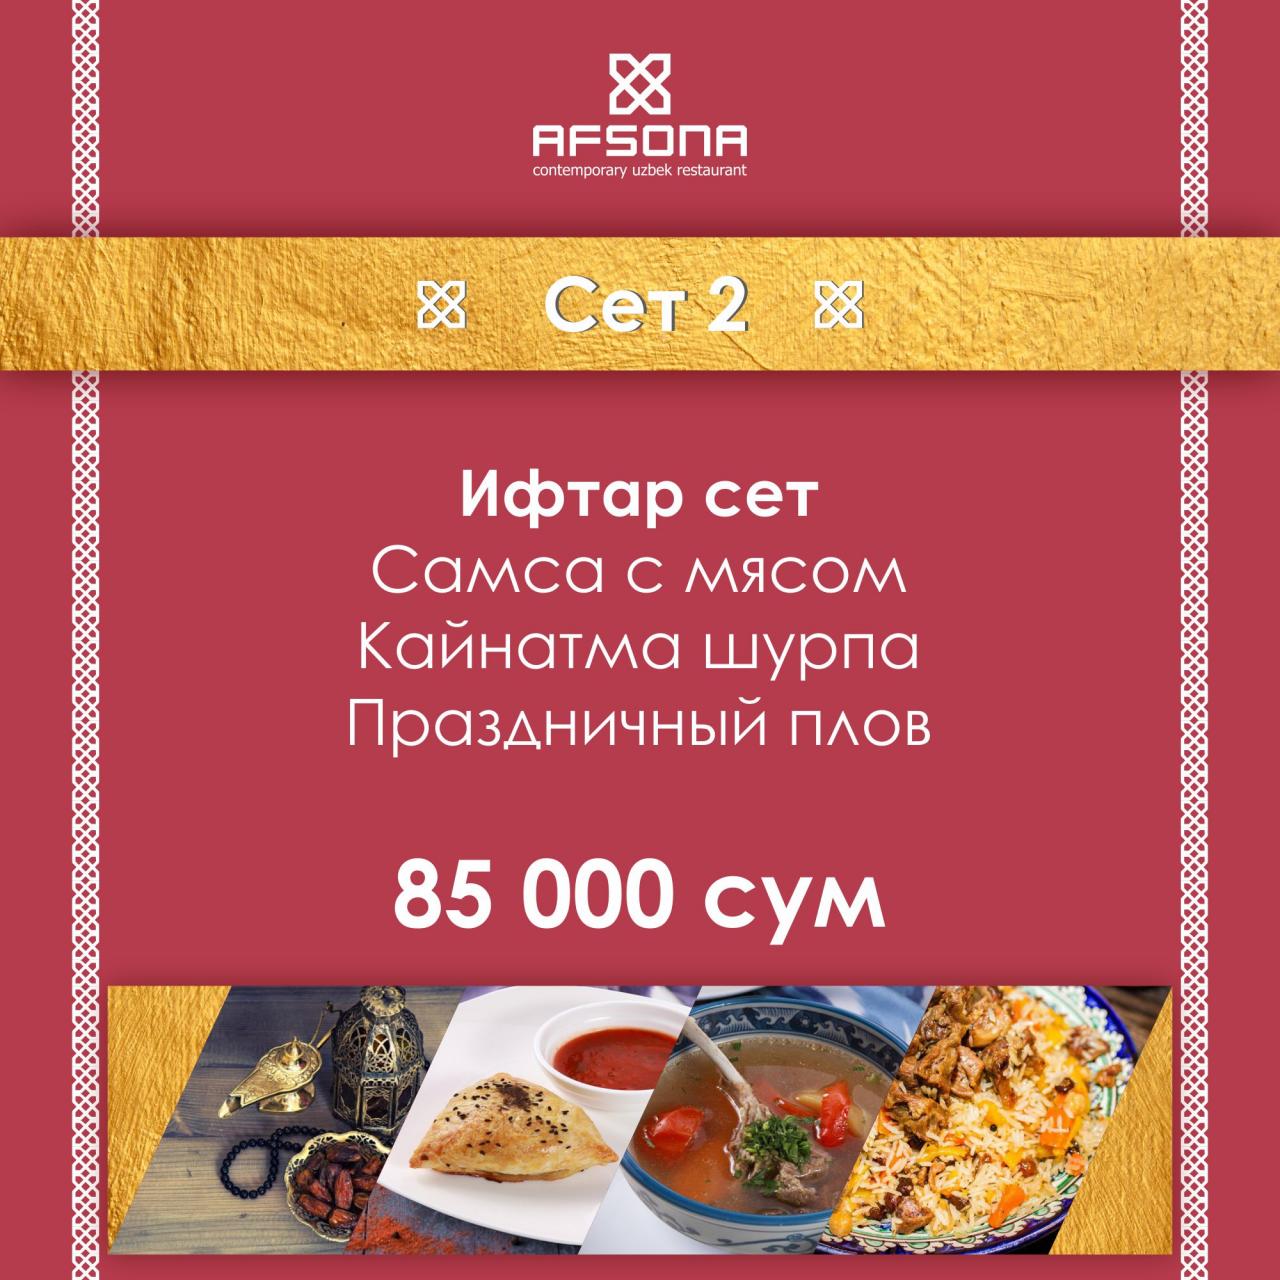 AFSONA
contemporary uzbek restaurant
Сет 2
Ифтар сет
Самса с мясом
Кайнатма шурпа
Праздничный плов
85 000 сум